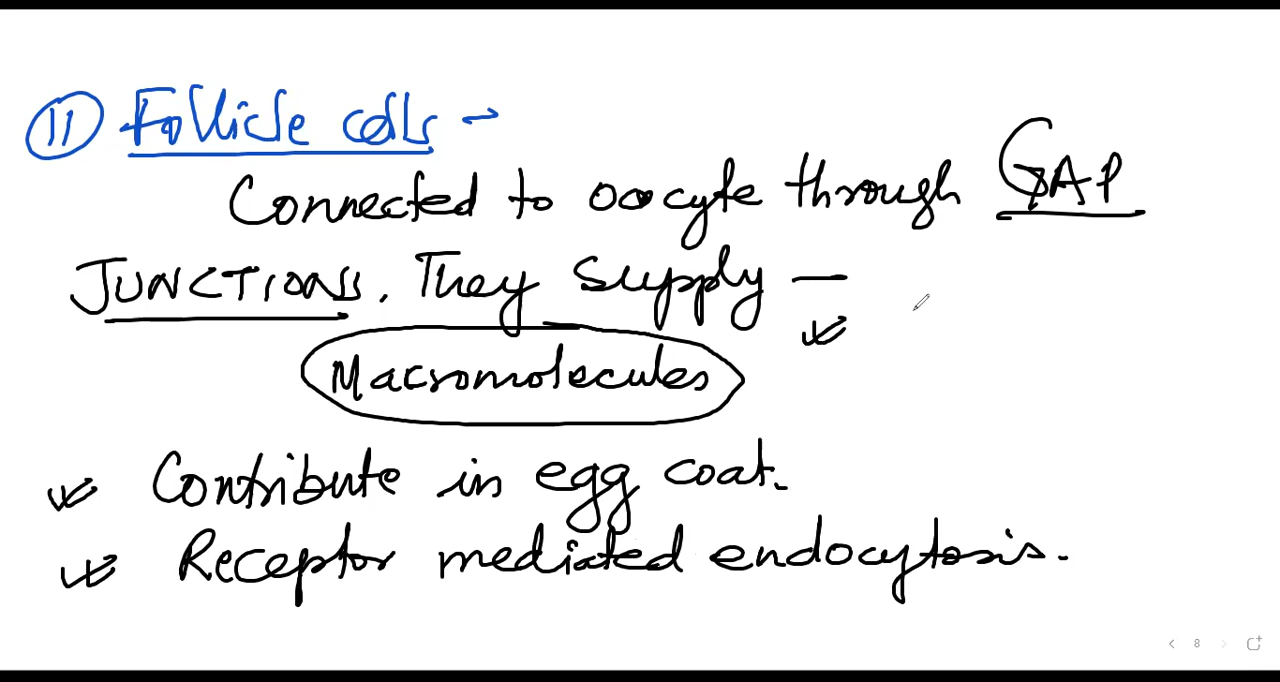 11 Follicle cells -
Connected to oocyte through GAP
JUNCTIONS. They supply —
Macromolecules
Contribute in egg coat.
Receptor mediated endocytosis.
8